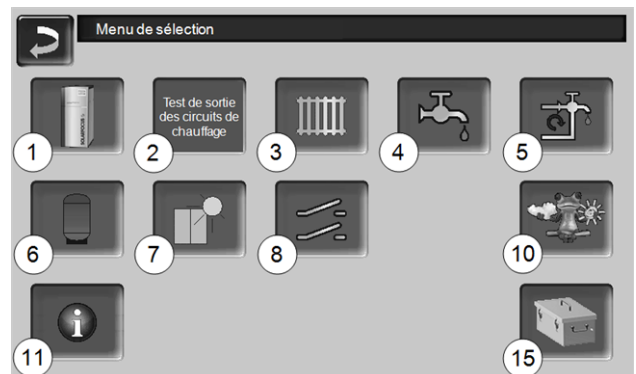 Menu de sélection
Test de sortie
des circuits de
chauffage
1
2
3
4
5
6
7
8
10
i
11
15